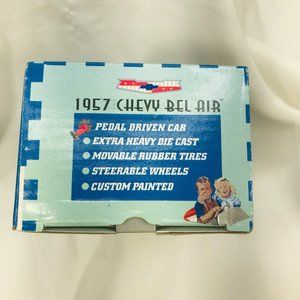 1957 CHEVY BEL AIR
PEDAL DRIVEN CAR
EXTRA HEAVY DIE CAST
MOVABLE RUBBER TIRES
STEERABLE WHEELS
CUSTOM PAINTED